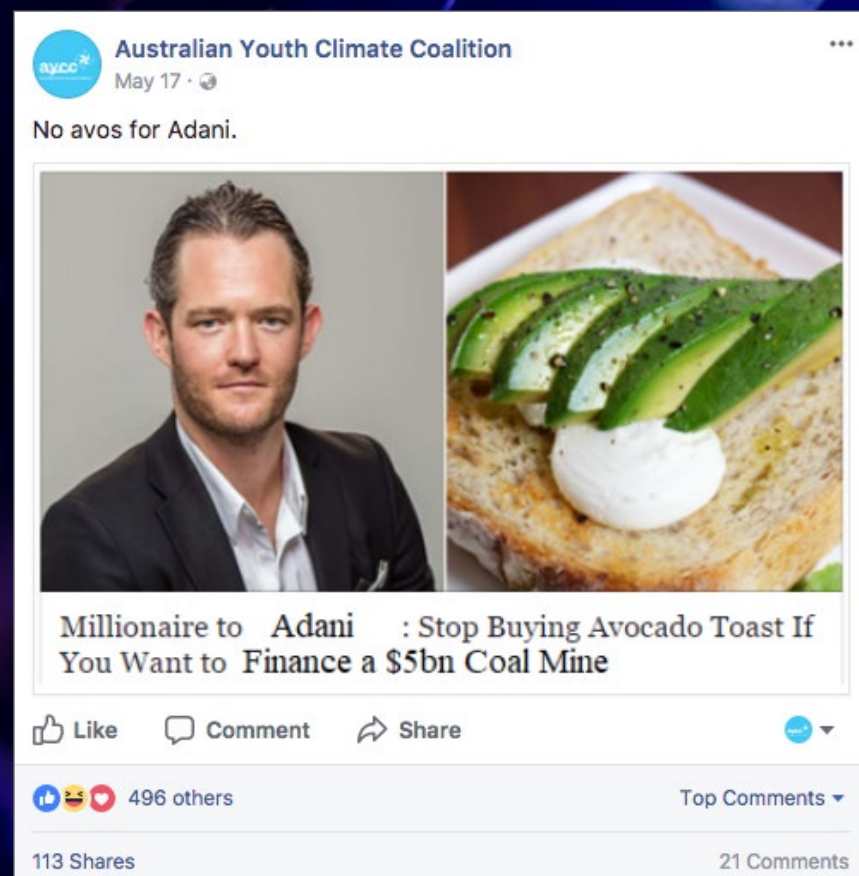 aycc
Australian Youth Climate Coalition
May 17 ·
No avos for Adani.
Millionaire to Adani : Stop Buying Avocado Toast If
You Want to Finance a $5bn Coal Mine
Like Comment Share
496 others Top Comments
113 Shares 21 Comments